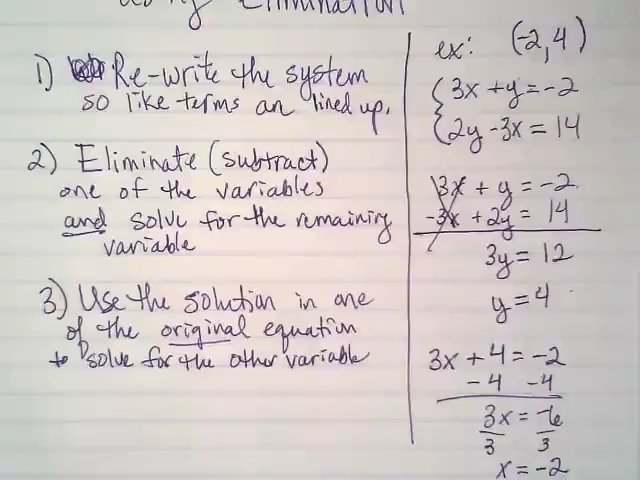 using Elimination
1) Re-write the system
so like terms an lined up.
2) Eliminate (subtract)
one of the variables
and solve for the remaining
variable
3) Use the solution in one
of the original equation
to solve for the other variable
ex: (-2,4)
3x + y = -2
2y - 3x = 14
3x + y = -2
-3x + 2y = 14
3y = 12
y = 4
3x + 4 = -2
-4 -4
3x = -6
3 3
x = -2